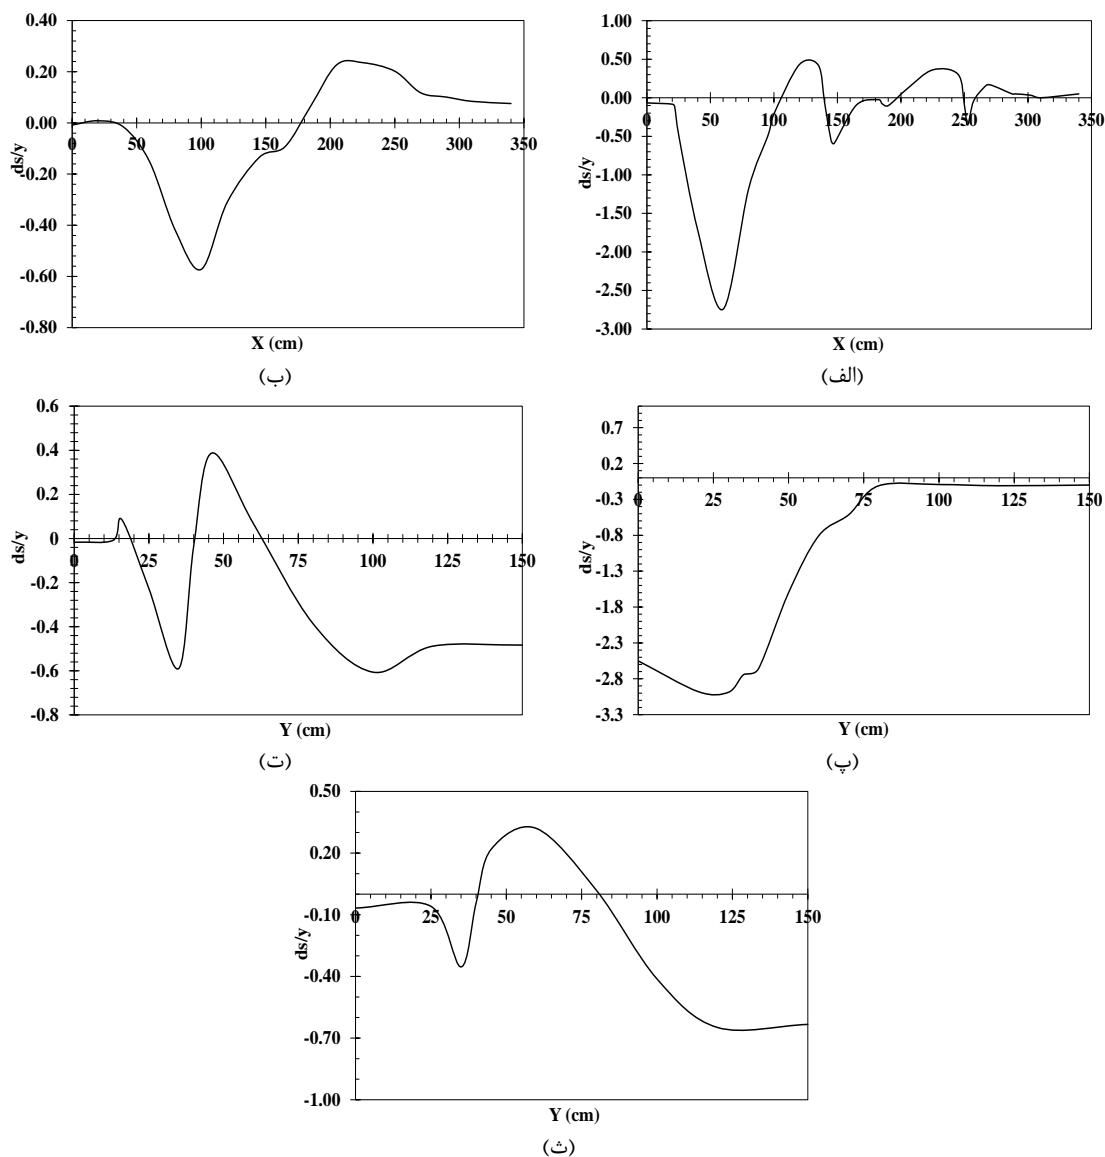 0.40
0.20
0.00
-0.20
-0.40
-0.60
-0.80
0 50 100 150 200 250 300 350
ds/y
X (cm)
(ب)
1.00
0.50
0.00
-0.50
-1.00
-1.50
-2.00
-2.50
-3.00
0 50 100 150 200 250 300 350
ds/y
X (cm)
(الف)
0.6
0.4
0.2
0
-0.2
-0.4
-0.6
-0.8
0 25 50 75 100 125 150
ds/y
Y (cm)
(ت)
0.7
0.2
-0.3
-0.8
-1.3
-1.8
-2.3
-2.8
-3.3
0 25 50 75 100 125 150
ds/y
Y (cm)
(پ)
0.50
0.20
-0.10
-0.40
-0.70
-1.00
0 25 50 75 100 125 150
ds/y
Y (cm)
(ث)